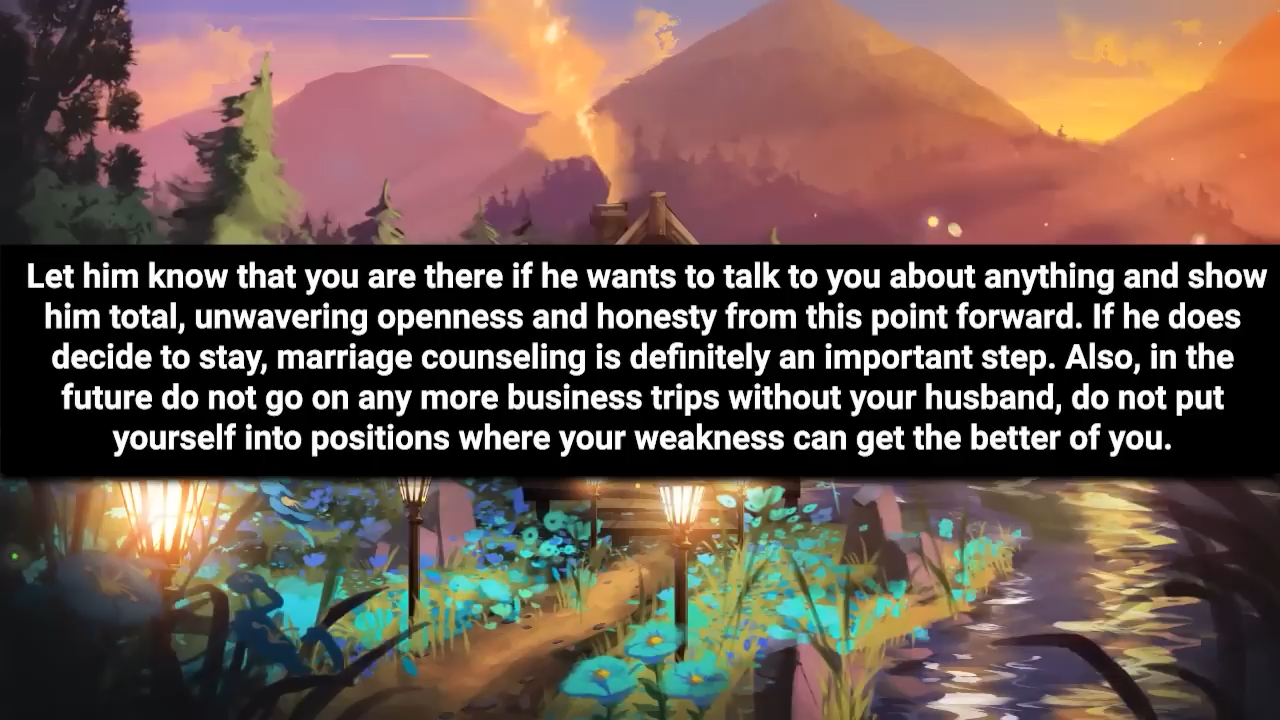 Let him know that you are there if he wants to talk to you about anything and show
him total, unwavering openness and honesty from this point forward. If he does
decide to stay, marriage counseling is definitely an important step. Also, in the
future do not go on any more business trips without your husband, do not put
yourself into positions where your weakness can get the better of you.